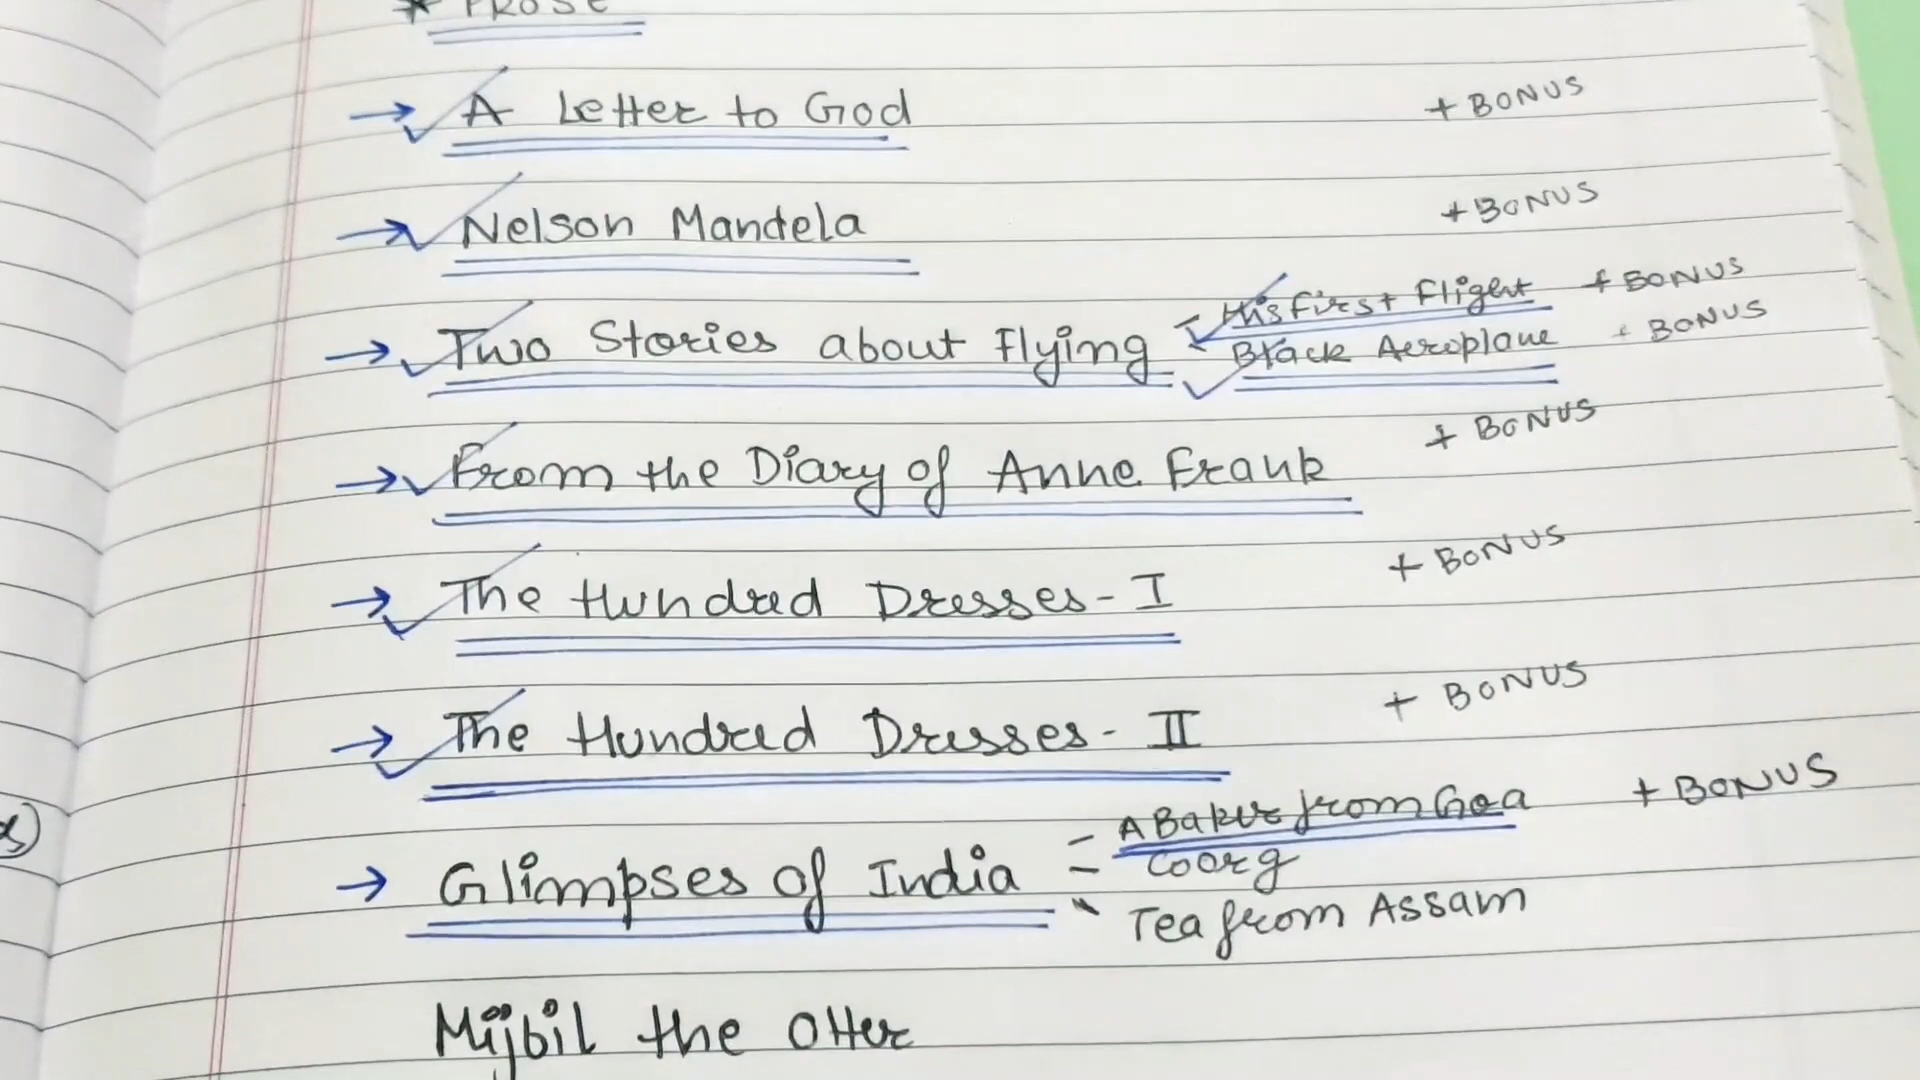 * PROSE
→ A Letter to God + BONUS
→ Nelson Mandela + BONUS
→ Two Stories about Flying - His First Flight + BONUS
- Black Aeroplane + BONUS
→ From the Diary of Anne Frank + BONUS
→ The Hundred Dresses - I + BONUS
→ The Hundred Dresses - II + BONUS
→ Glimpses of India - A Baker from Goa + BONUS
- Coorg
- Tea from Assam
Mijbil the Otter